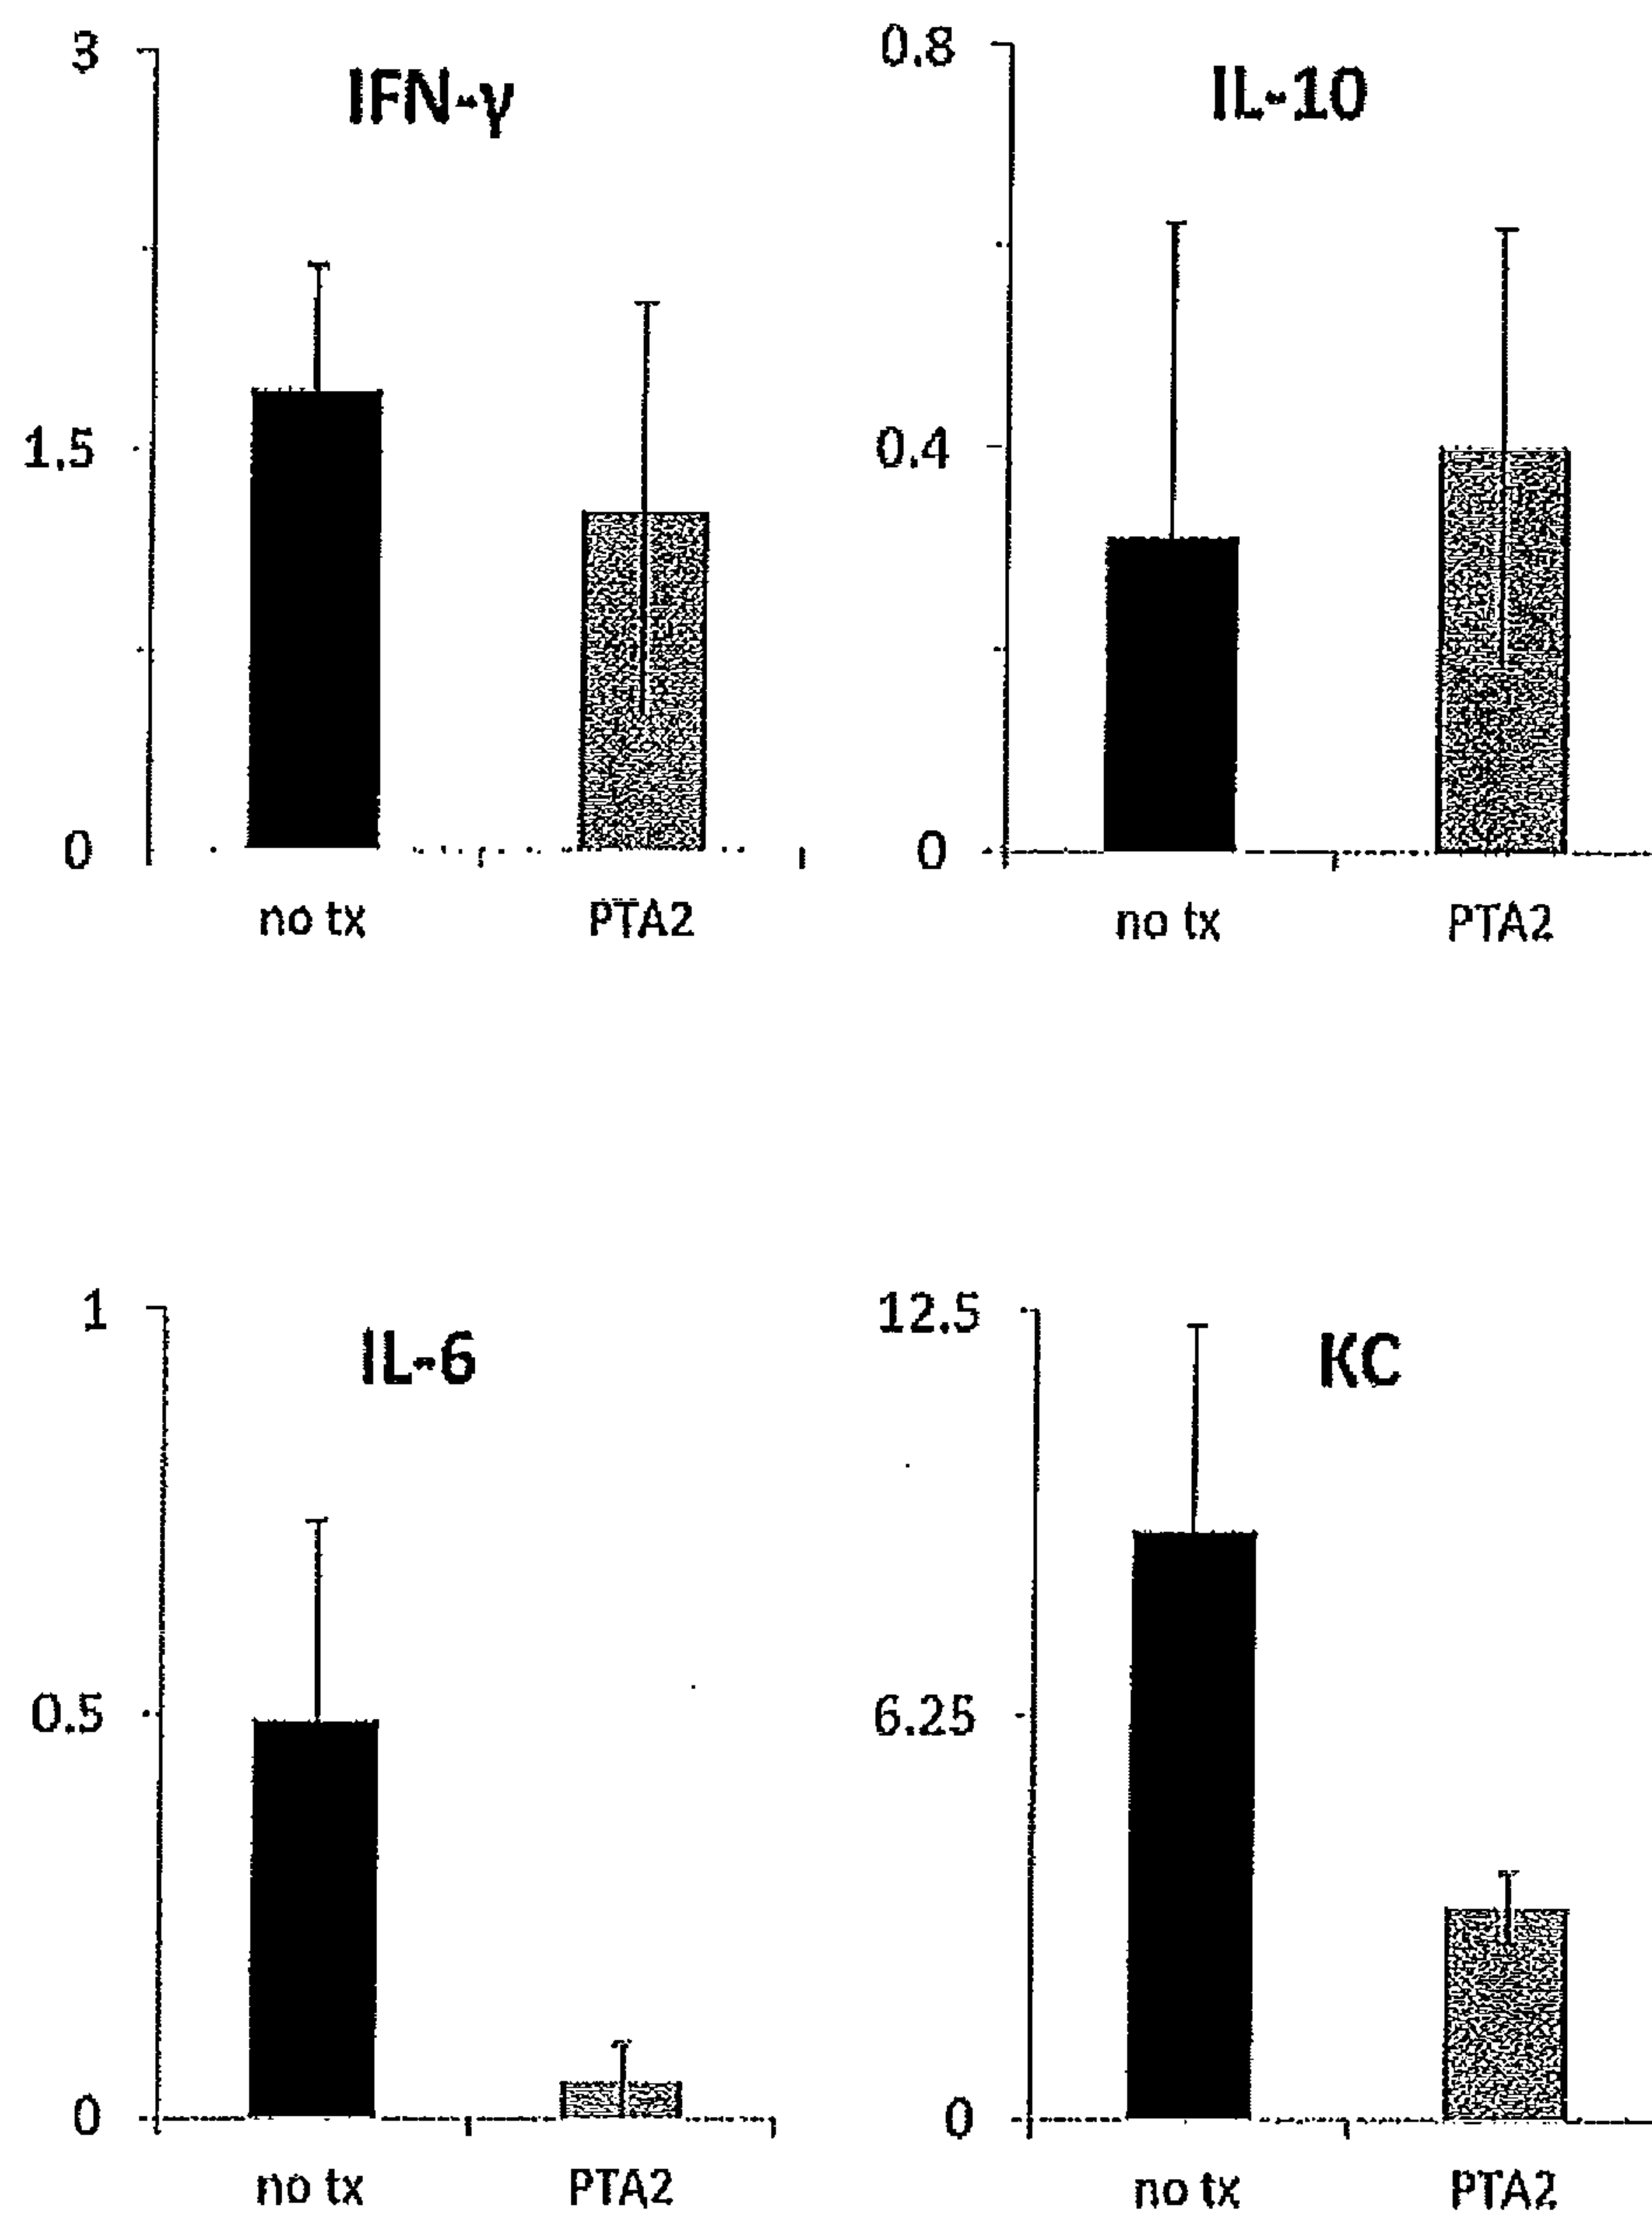 3
IFN-γ
1.5
0
no tx PTA2
0.8
IL-10
0.4
0
no tx PTA2
1
IL-6
0.5
0
no tx PTA2
12.5
KC
6.25
0
no tx PTA2